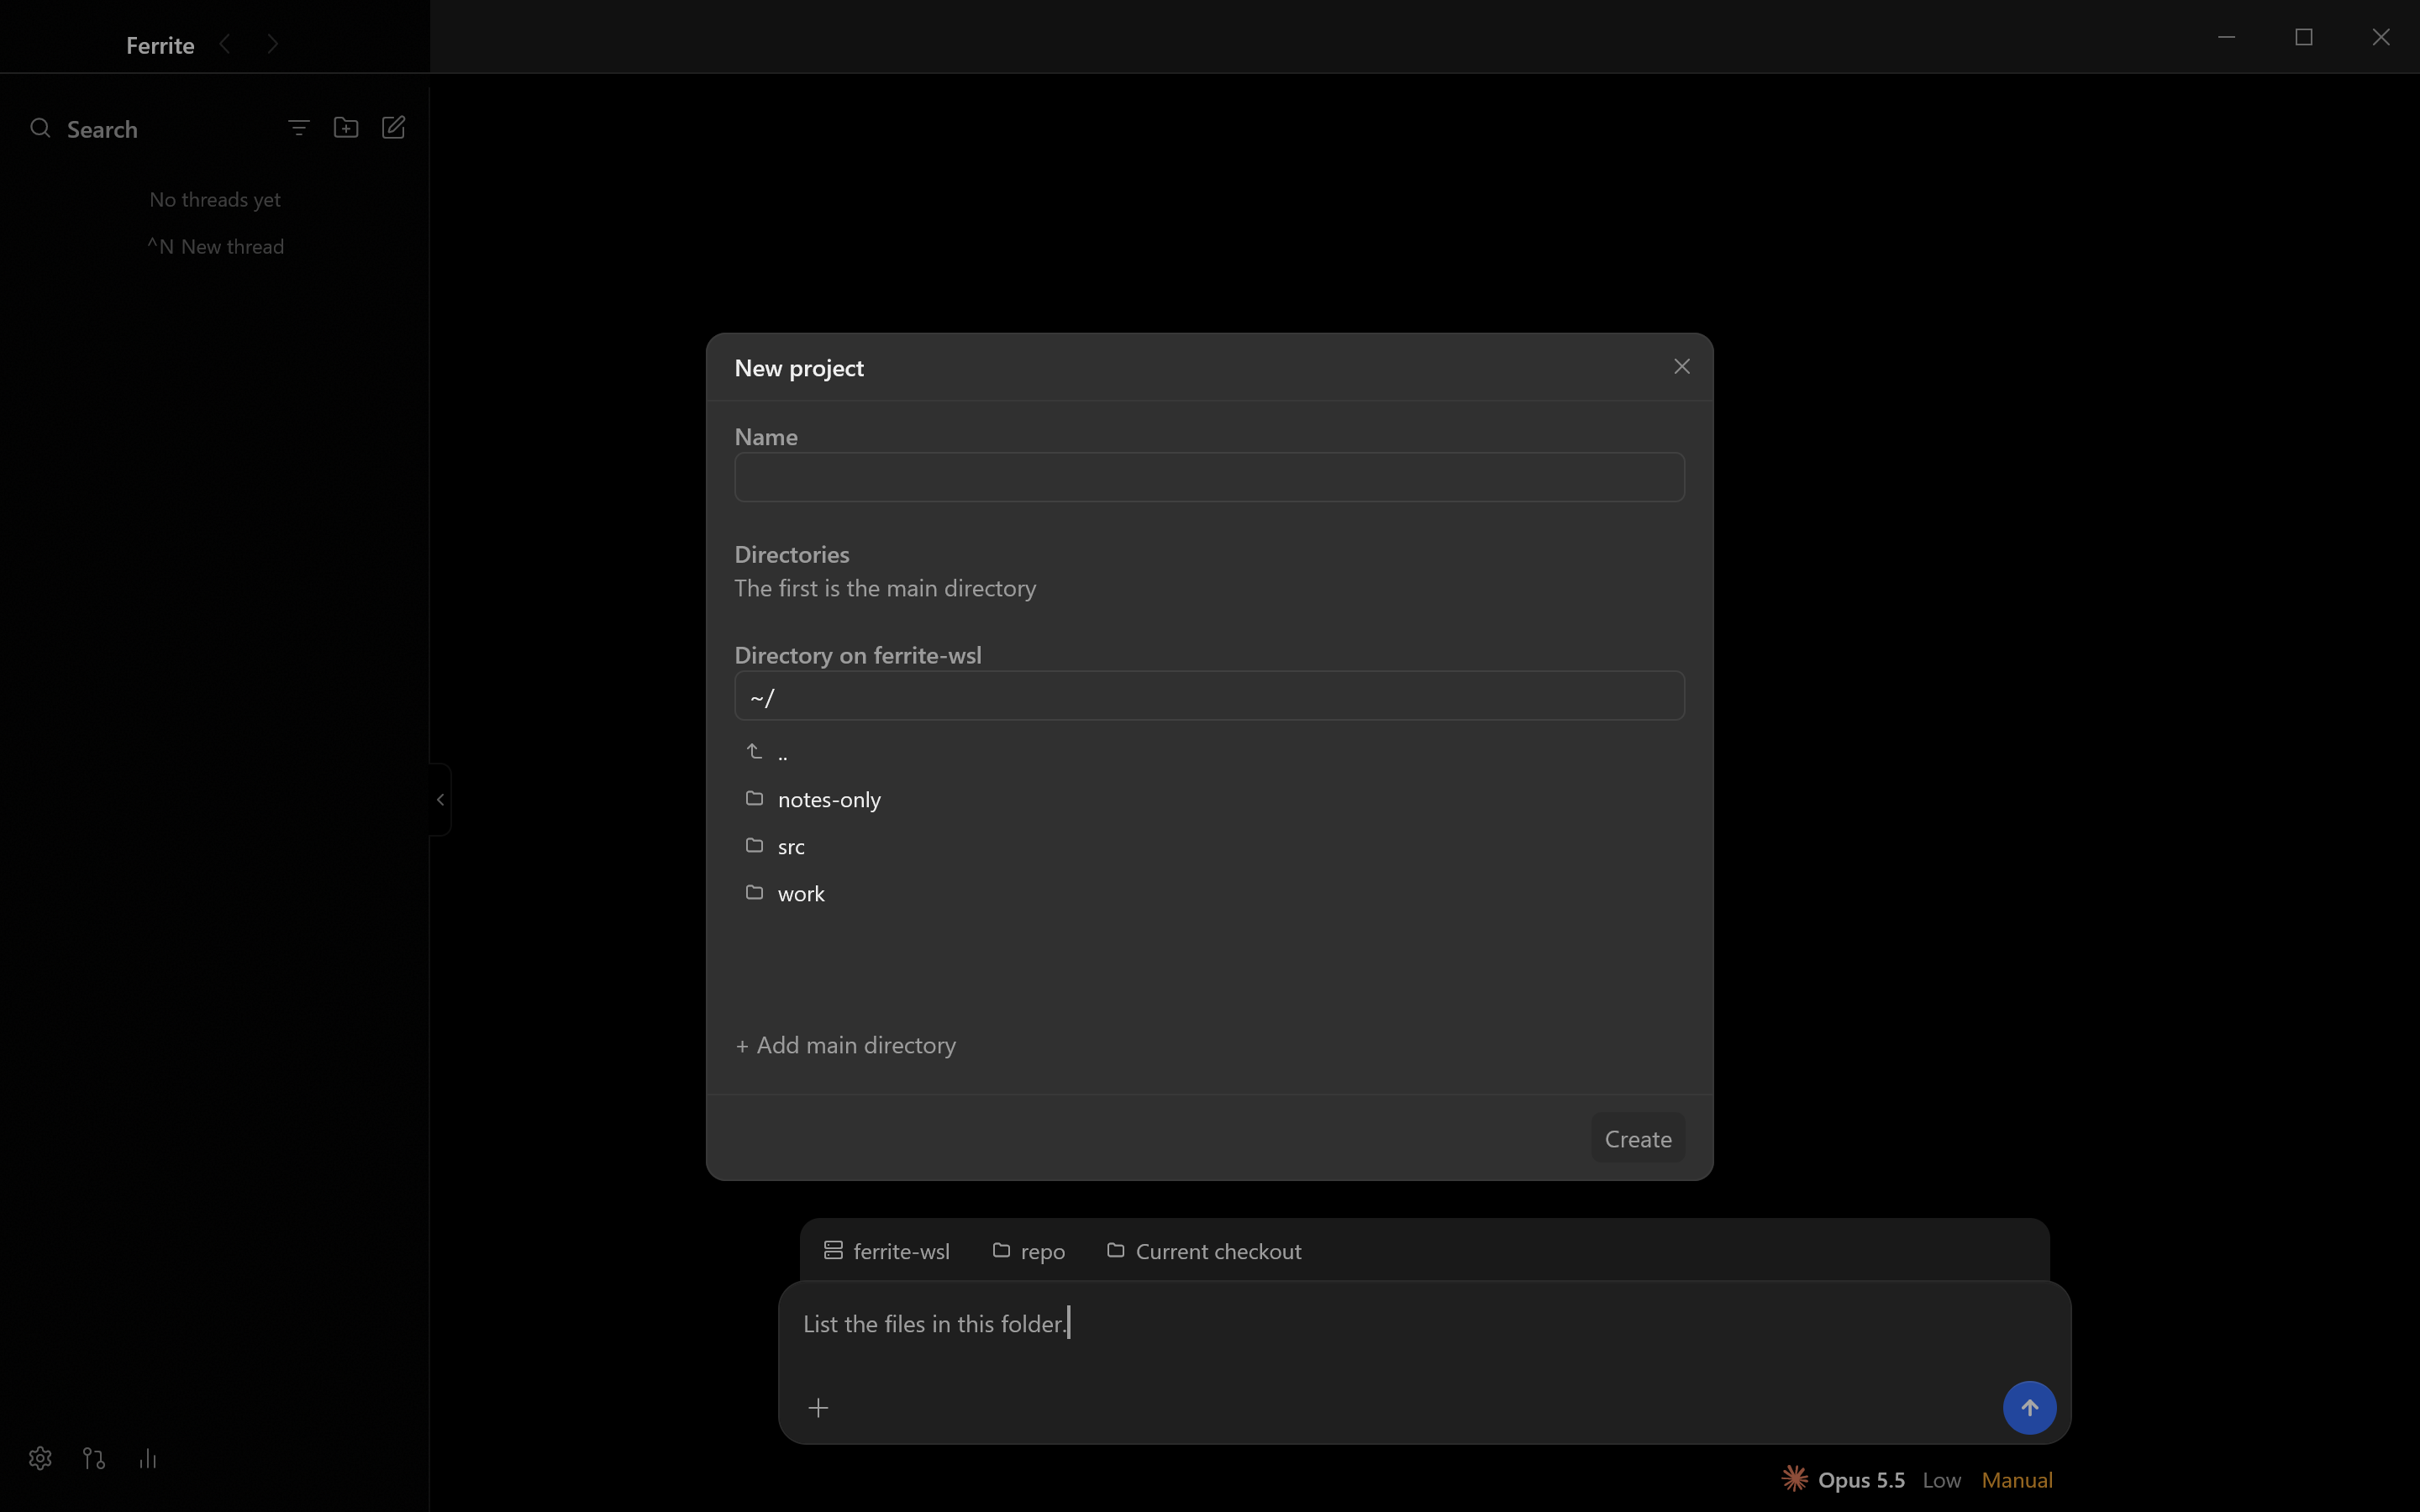 Ferrite
Search
No threads yet
^N New thread
New project
Name
Directories
The first is the main directory
Directory on ferrite-wsl
~/
..
notes-only
src
work
+ Add main directory
Create
ferrite-wsl repo Current checkout
List the files in this folder.
Opus 5.5 Low Manual